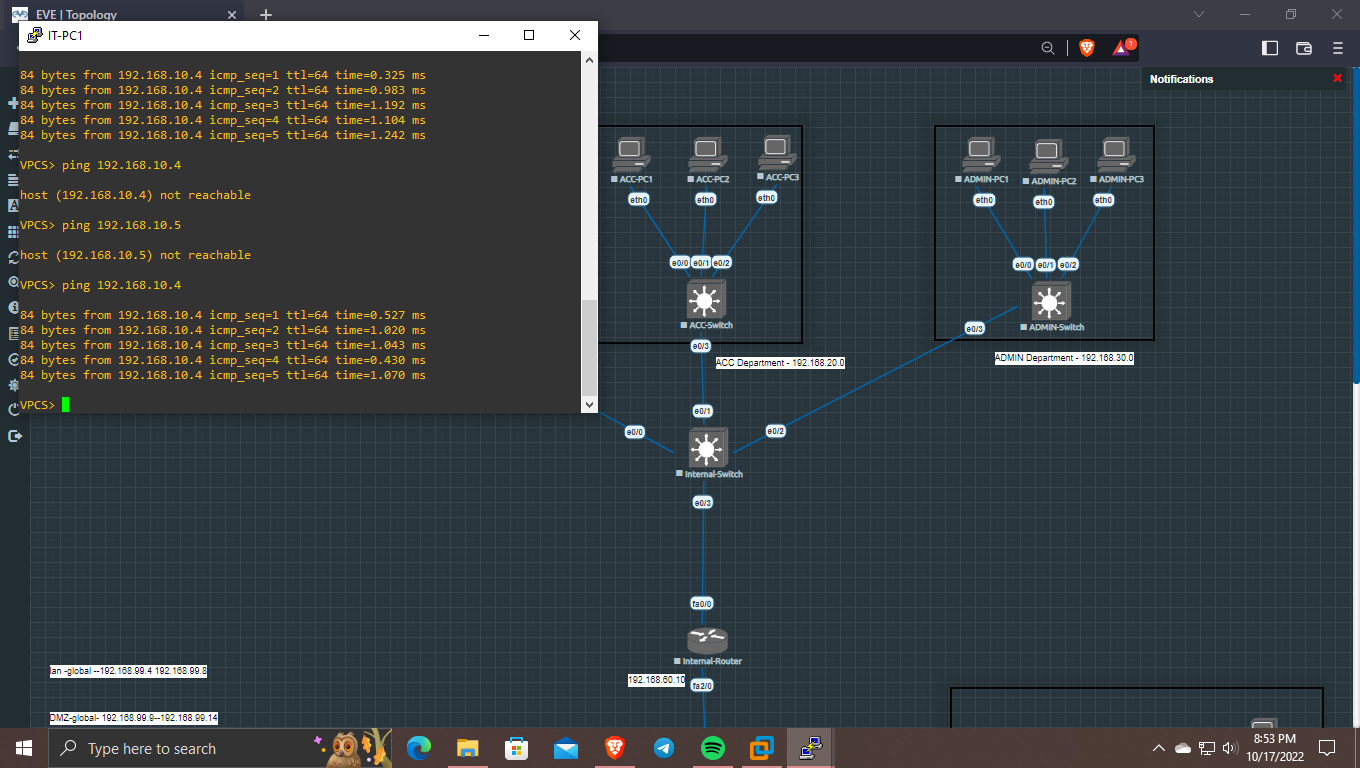 EVE | Topology
IT-PC1
1
Notifications
84 bytes from 192.168.10.4 icmp_seq=1 ttl=64 time=0.325 ms
84 bytes from 192.168.10.4 icmp_seq=2 ttl=64 time=0.983 ms
84 bytes from 192.168.10.4 icmp_seq=3 ttl=64 time=1.192 ms
84 bytes from 192.168.10.4 icmp_seq=4 ttl=64 time=1.104 ms
84 bytes from 192.168.10.4 icmp_seq=5 ttl=64 time=1.242 ms
VPCS> ping 192.168.10.4
host (192.168.10.4) not reachable
VPCS> ping 192.168.10.5
host (192.168.10.5) not reachable
VPCS> ping 192.168.10.4
84 bytes from 192.168.10.4 icmp_seq=1 ttl=64 time=0.527 ms
84 bytes from 192.168.10.4 icmp_seq=2 ttl=64 time=1.020 ms
84 bytes from 192.168.10.4 icmp_seq=3 ttl=64 time=1.043 ms
84 bytes from 192.168.10.4 icmp_seq=4 ttl=64 time=0.430 ms
84 bytes from 192.168.10.4 icmp_seq=5 ttl=64 time=1.070 ms
VPCS>
ACC-PC1 ACC-PC2 ACC-PC3
eth0 eth0 eth0
e0/0 e0/1 e0/2
ACC-Switch
e0/3
ACC Department - 192.168.20.0
ADMIN-PC1 ADMIN-PC2 ADMIN-PC3
eth0 eth0 eth0
e0/0 e0/1 e0/2
ADMIN-Switch
e0/3
ADMIN Department - 192.168.30.0
e0/1
e0/0 e0/2
Internal-Switch
e0/3
fa0/0
Internal-Router
192.168.60.10 fa2/0
lan -global --192.168.99.4 192.168.99.8
DMZ-global- 192.168.99.9--192.168.99.14
Type here to search
8:53 PM
10/17/2022